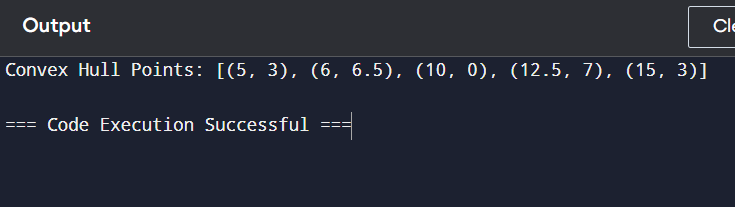 Output
Cle
Convex Hull Points: [(5, 3), (6, 6.5), (10, 0), (12.5, 7), (15, 3)]
=== Code Execution Successful ===